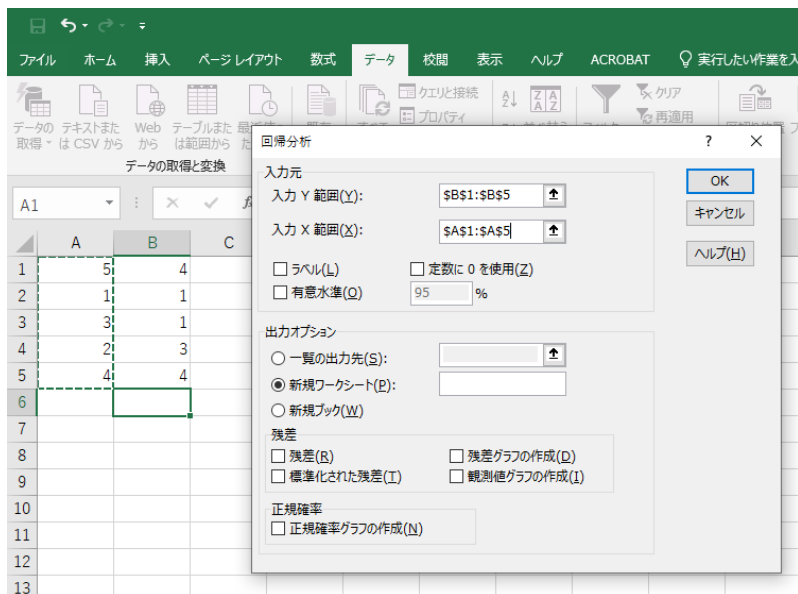 ファイル ホーム 挿入 ページ レイアウト 数式 データ 校閲 表示 ヘルプ ACROBAT 実行したい作業を入
クエリと接続
プロパティ
クリア
再適用
データの 取得
テキストまた は CSV から
Web から
テーブルまた は範囲から
データの取得と変換
A1
A B C
1 5 4
2 1 1
3 3 1
4 2 3
5 4 4
6
7
8
9
10
11
12
13
回帰分析 ? ×
入力元
入力 Y 範囲(Y): $B$1:$B$5
入力 X 範囲(X): $A$1:$A$5
ラベル(L) 定数に 0 を使用(Z)
有意水準(O) 95 %
OK
キャンセル
ヘルプ(H)
出力オプション
一覧の出力先(S):
新規ワークシート(P):
新規ブック(W)
残差
残差(R) 残差グラフの作成(D)
標準化された残差(T) 観測値グラフの作成(I)
正規確率
正規確率グラフの作成(N)